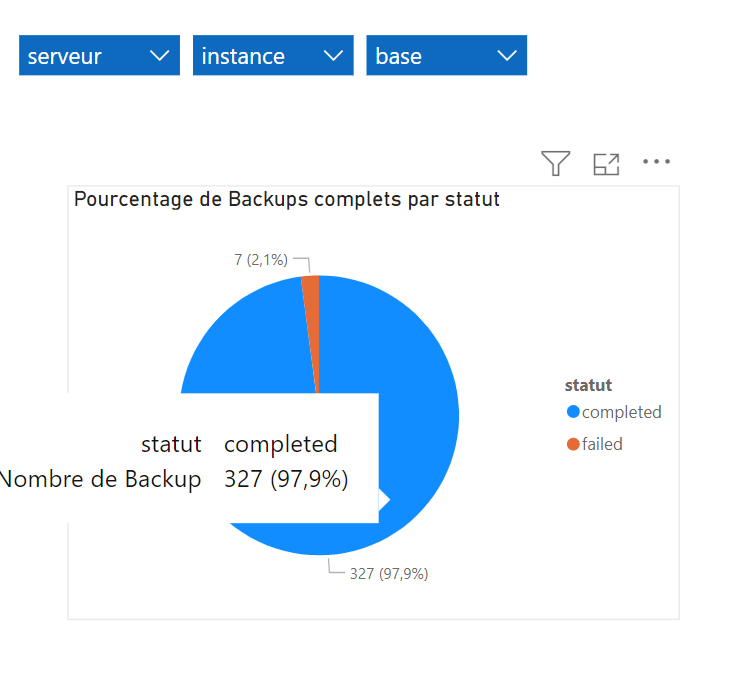 serveur
instance
base
Pourcentage de Backups complets par statut
7 (2,1%)
statut
completed
failed
statut completed
Nombre de Backup 327 (97,9%)
327 (97,9%)